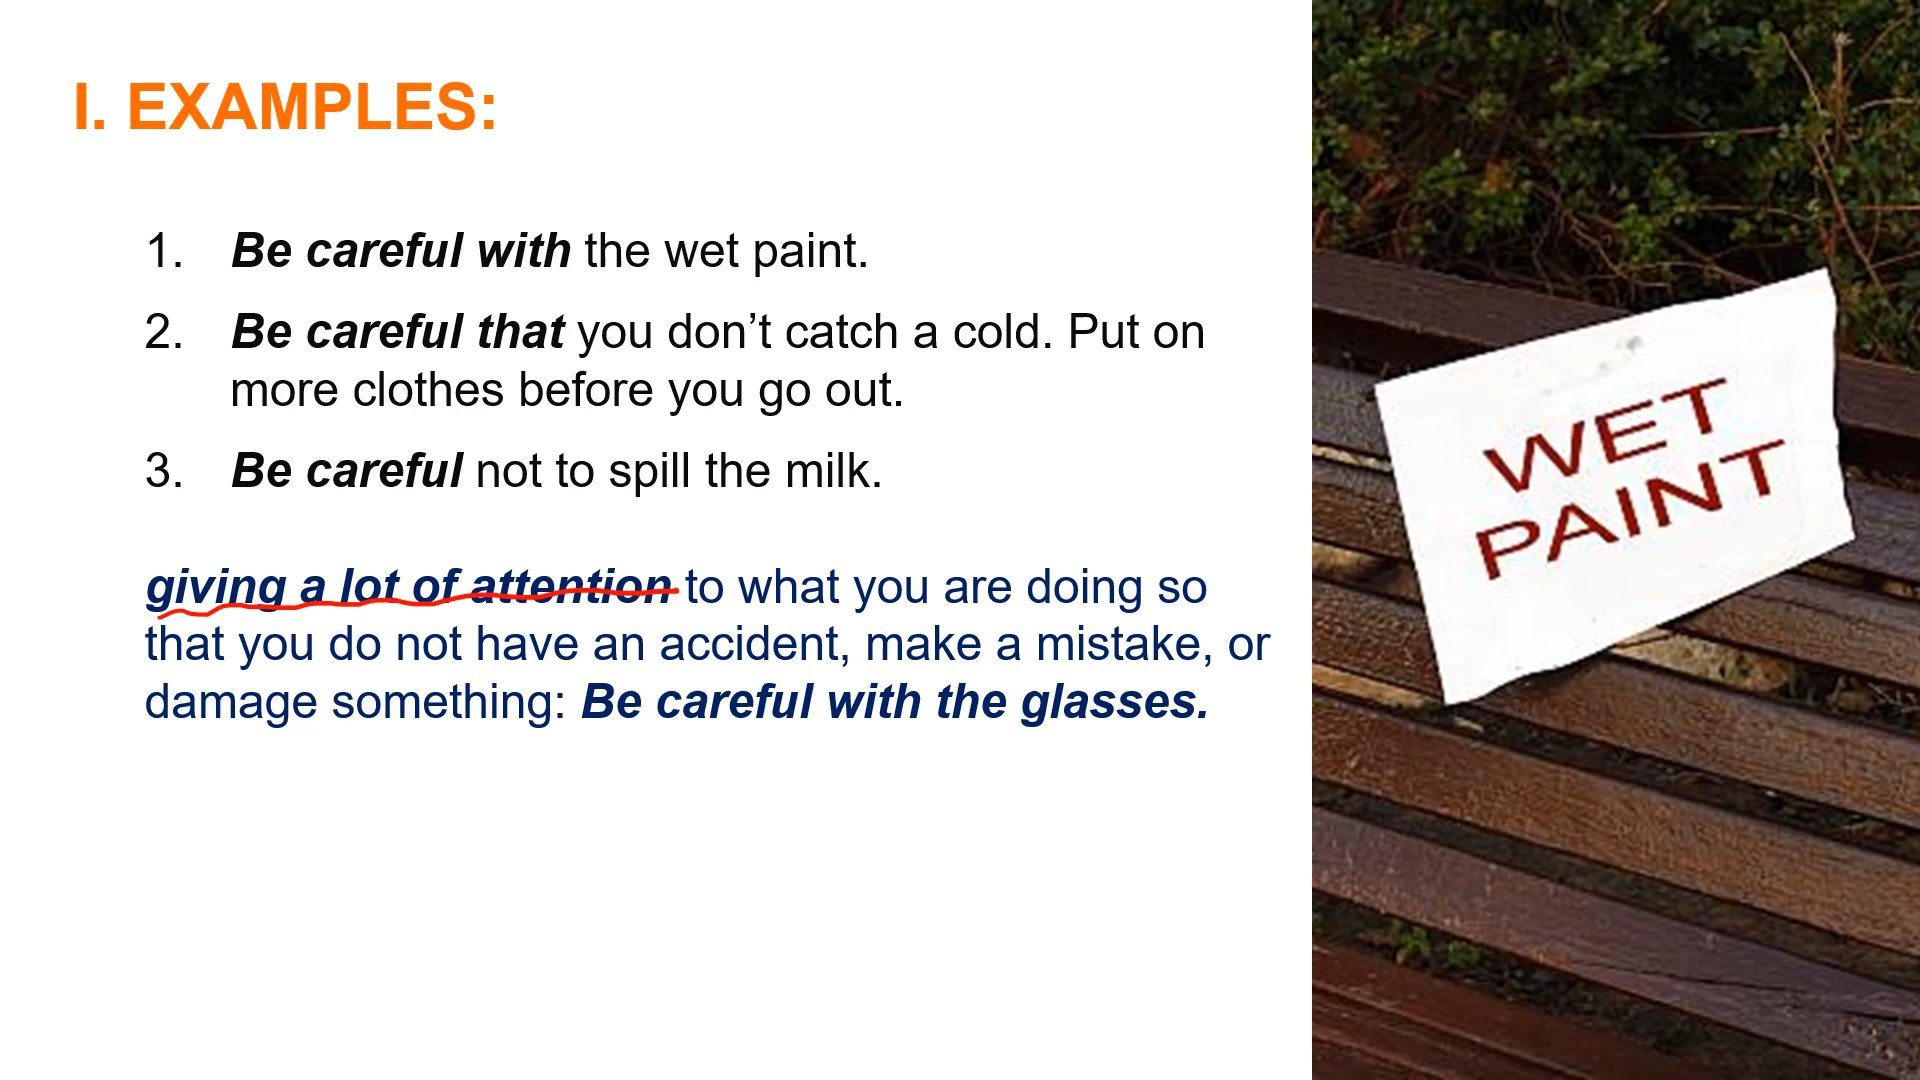 I. EXAMPLES:
1. Be careful with the wet paint.
2. Be careful that you don’t catch a cold. Put on
more clothes before you go out.
3. Be careful not to spill the milk.
giving a lot of attention to what you are doing so
that you do not have an accident, make a mistake, or
damage something: Be careful with the glasses.
WET
PAINT